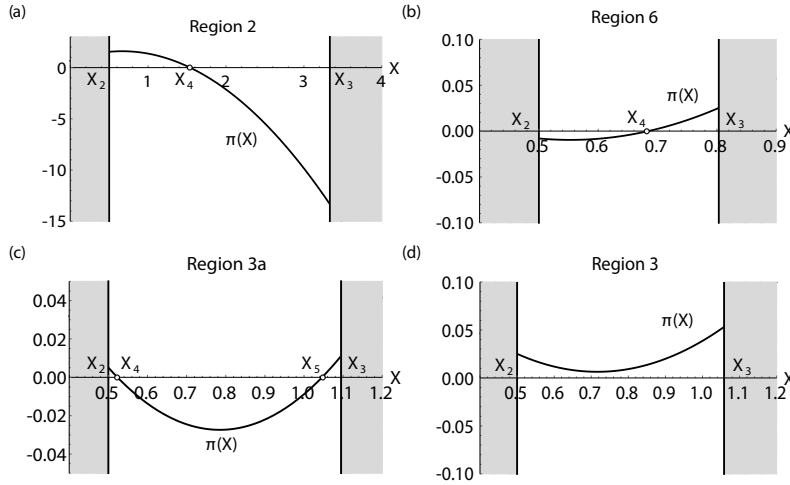 (a)
Region 2
0
X₂
1
X₄
2
3
X₃
4
X
-5
π(X)
-10
-15
(b)
Region 6
0.10
0.05
π(X)
X₂
X₄
X₃
X
0.00
0.5
0.6
0.7
0.8
0.9
-0.05
-0.10
(c)
Region 3a
0.04
0.02
X₂
X₄
X₅
X₃
X
0.00
0.5
0.6
0.7
0.8
0.9
1.0
1.1
1.2
-0.02
π(X)
-0.04
(d)
Region 3
0.10
π(X)
0.05
X₂
X₃
X
0.00
0.5
0.6
0.7
0.8
0.9
1.0
1.1
1.2
-0.05
-0.10